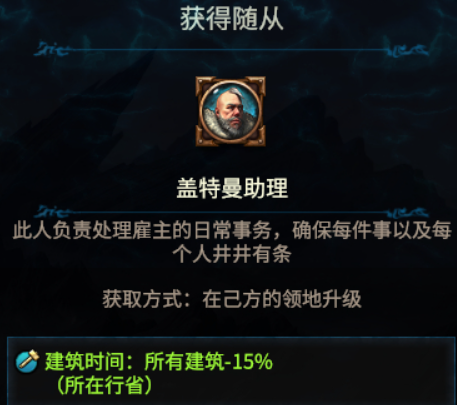 获得随从
盖特曼助理
此人负责处理雇主的日常事务，确保每件事以及每
个人井井有条
获取方式：在己方的领地升级
建筑时间：所有建筑-15%
（所在行省）